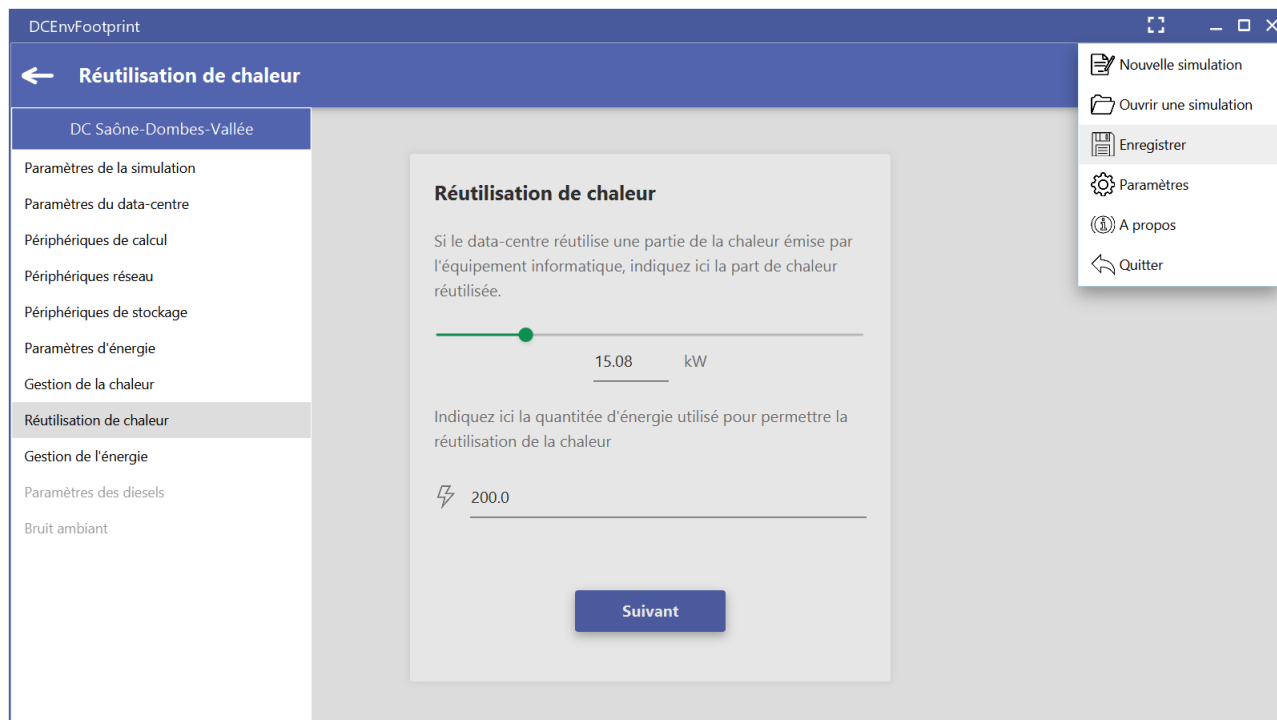 DCEnvFootprint
Réutilisation de chaleur
Nouvelle simulation
Ouvrir une simulation
Enregistrer
Paramètres
A propos
Quitter
DC Saône-Dombes-Vallée
Paramètres de la simulation
Paramètres du data-centre
Périphériques de calcul
Périphériques réseau
Périphériques de stockage
Paramètres d'énergie
Gestion de la chaleur
Réutilisation de chaleur
Gestion de l'énergie
Paramètres des diesels
Bruit ambiant
Réutilisation de chaleur
Si le data-centre réutilise une partie de la chaleur émise par
l'équipement informatique, indiquez ici la part de chaleur
réutilisée.
15.08 kW
Indiquez ici la quantitée d'énergie utilisé pour permettre la
réutilisation de la chaleur
200.0
Suivant